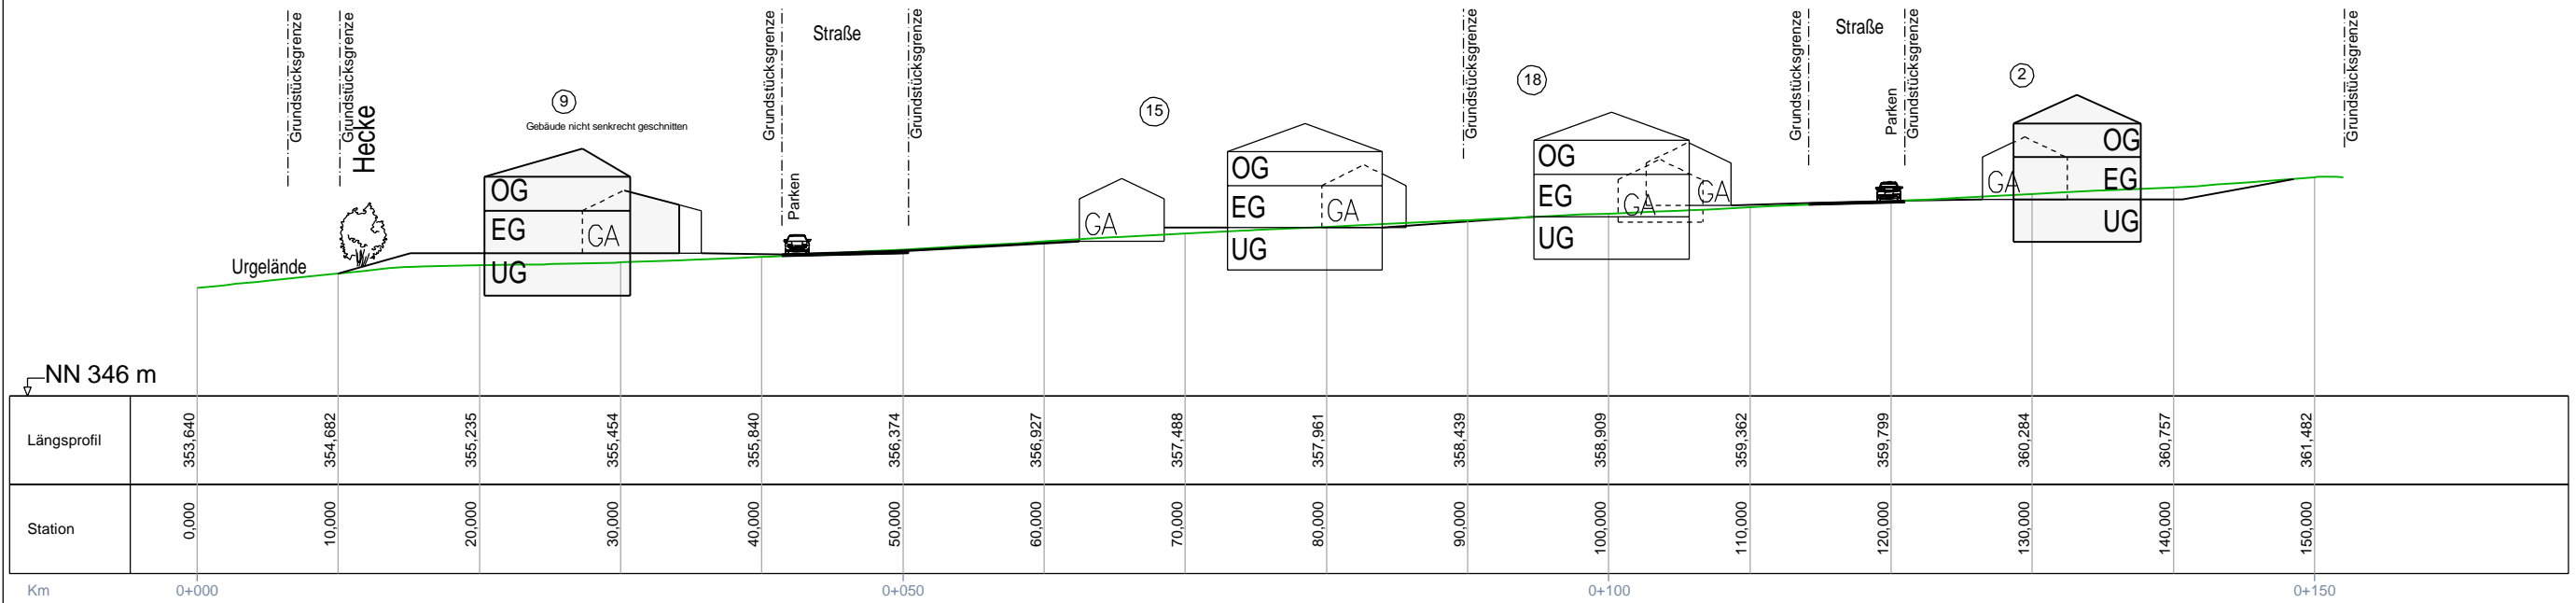 Grundstücksgrenze
Grundstücksgrenze
Hecke
Grundstücksgrenze
Straße
Grundstücksgrenze
Grundstücksgrenze
Grundstücksgrenze
Straße
Parken
Grundstücksgrenze
Grundstücksgrenze
9
Gebäude nicht senkrecht geschnitten
15
18
2
Urgelände
OG
EG
GA
UG
Parken
GA
OG
EG
GA
UG
OG
EG
GA
GA
UG
GA
OG
EG
UG
NN 346 m
Längsprofil 353,640 354,682 355,235 355,454 355,840 356,374 356,927 357,488 357,961 358,439 358,909 359,362 359,799 360,284 360,757 361,482
Station 0,000 10,000 20,000 30,000 40,000 50,000 60,000 70,000 80,000 90,000 100,000 110,000 120,000 130,000 140,000 150,000
Km 0+000 0+050 0+100 0+150